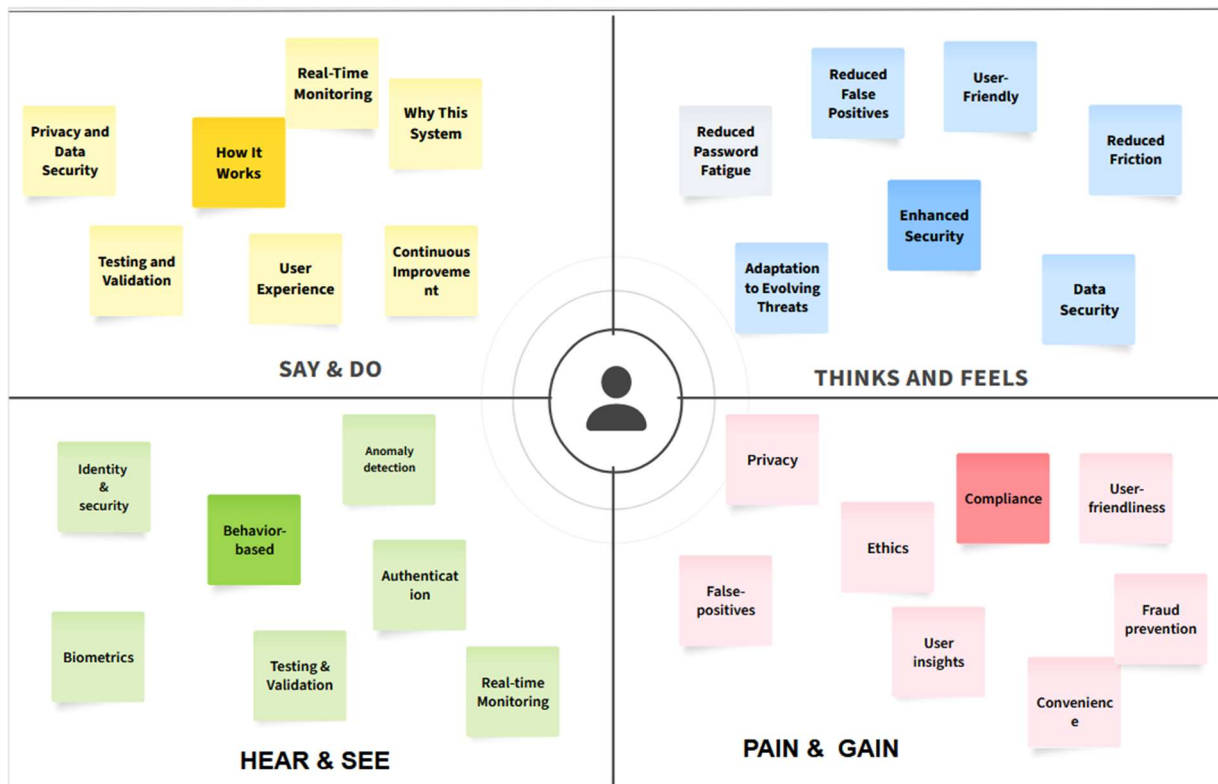 Real-Time
Monitoring
Why This
System
Privacy and
Data
Security
How It
Works
Testing and
Validation
User
Experience
Continuous
Improveme
nt
SAY & DO
Reduced
False
Positives
User-
Friendly
Reduced
Password
Fatigue
Reduced
Friction
Enhanced
Security
Adaptation
to Evolving
Threats
Data
Security
THINKS AND FEELS
Identity
&
security
Anomaly
detection
Behavior-
based
Authenticat
ion
Biometrics
Testing &
Validation
Real-time
Monitoring
HEAR & SEE
Privacy
Compliance
User-
friendliness
Ethics
False-
positives
Fraud
prevention
User
insights
Convenienc
e
PAIN & GAIN